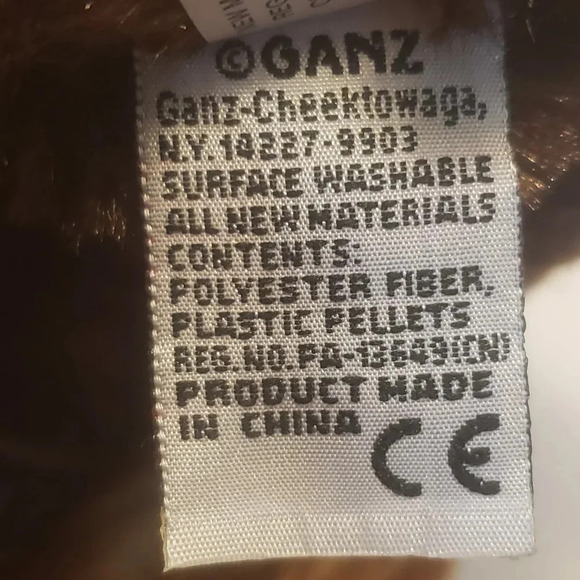 ©GANZ
Ganz-Cheektowaga,
N.Y. 14227-9903
SURFACE WASHABLE
ALL NEW MATERIALS
CONTENTS:
POLYESTER FIBER,
PLASTIC PELLETS
REG. NO. PA-13649(CN)
PRODUCT MADE
IN CHINA
CE